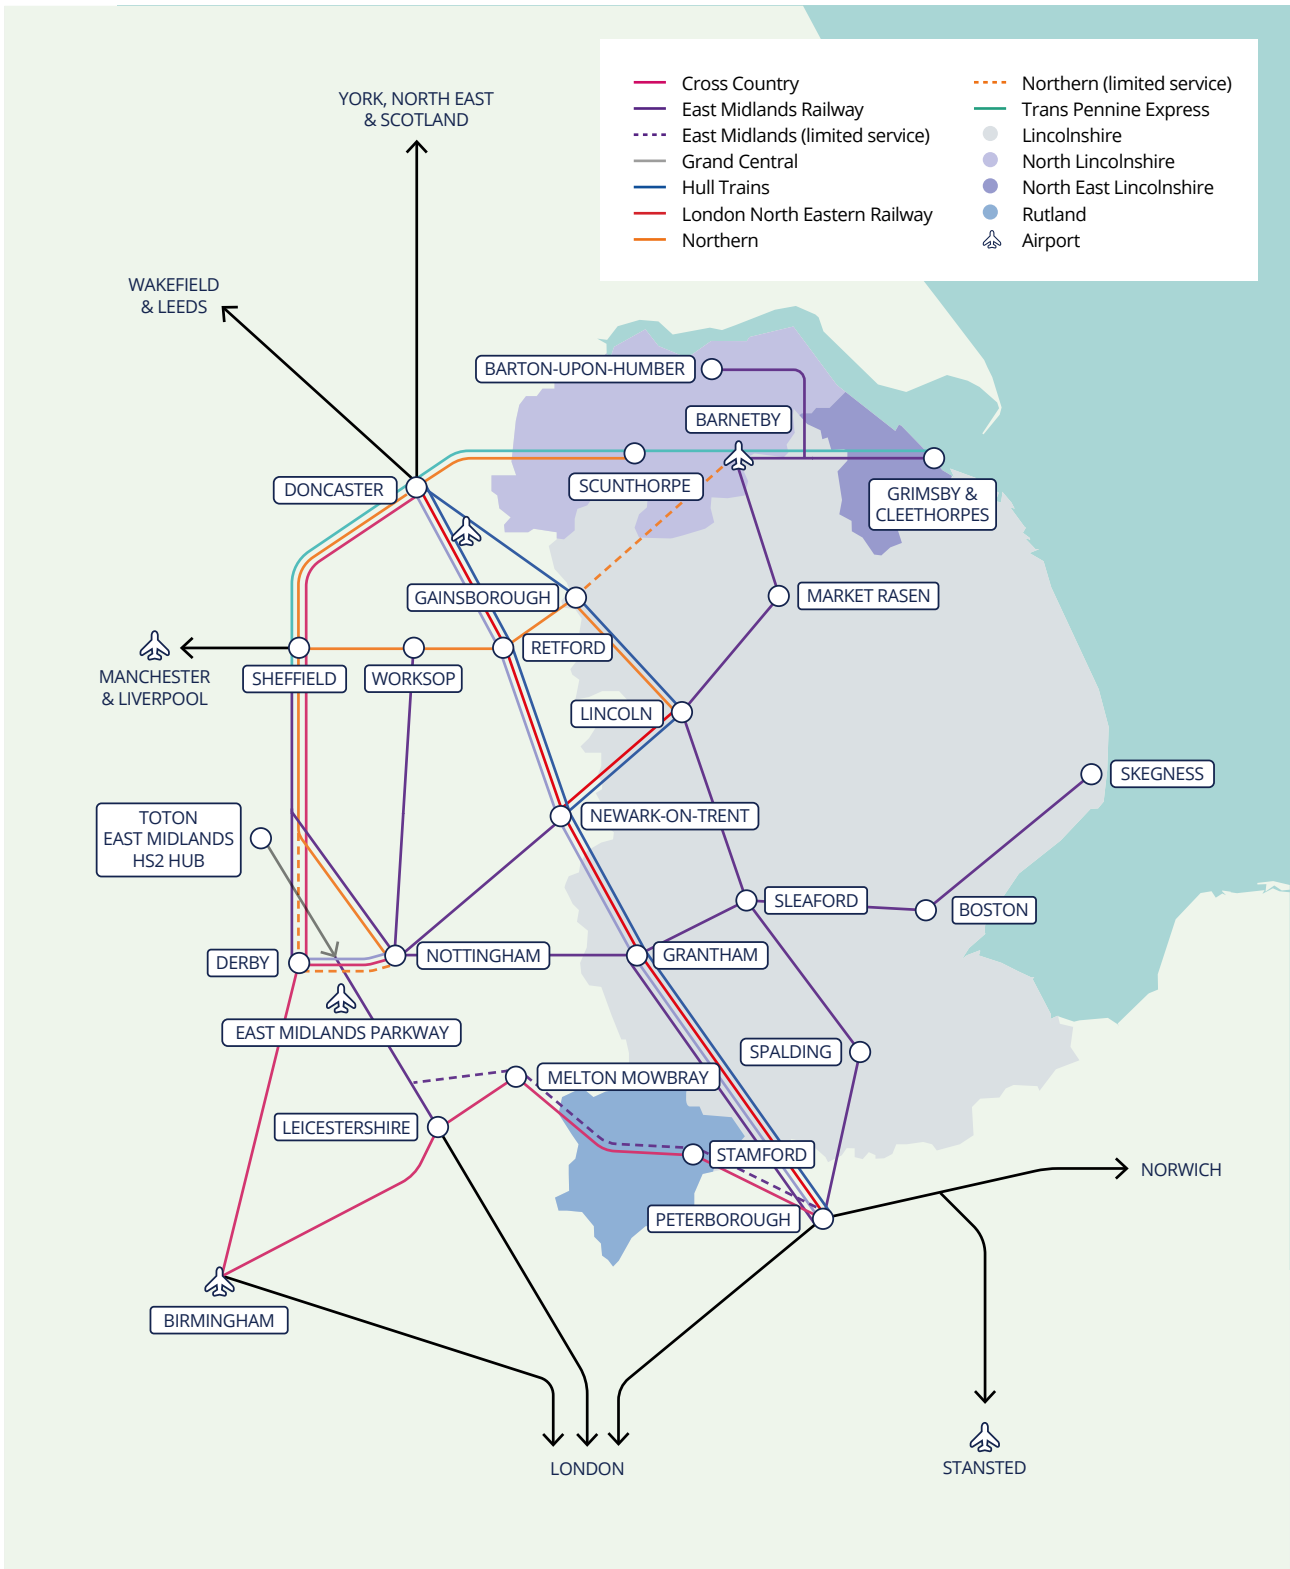 Cross Country
East Midlands Railway
East Midlands (limited service)
Grand Central
Hull Trains
London North Eastern Railway
Northern
Northern (limited service)
Trans Pennine Express
Lincolnshire
North Lincolnshire
North East Lincolnshire
Rutland
Airport
YORK, NORTH EAST
& SCOTLAND
WAKEFIELD
& LEEDS
BARTON-UPON-HUMBER
BARNETBY
DONCASTER
SCUNTHORPE
GRIMSBY &
CLEETHORPES
GAINSBOROUGH
MARKET RASEN
RETFORD
MANCHESTER
& LIVERPOOL
SHEFFIELD
WORKSOP
LINCOLN
SKEGNESS
TOTON
EAST MIDLANDS
HS2 HUB
NEWARK-ON-TRENT
SLEAFORD
BOSTON
DERBY
NOTTINGHAM
GRANTHAM
EAST MIDLANDS PARKWAY
SPALDING
MELTON MOWBRAY
LEICESTERSHIRE
STAMFORD
NORWICH
PETERBOROUGH
BIRMINGHAM
LONDON
STANSTED